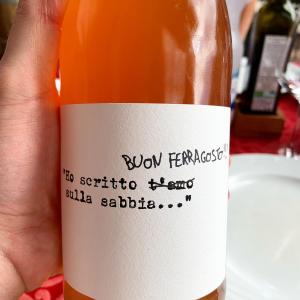 BUON FERRAGOSTO!
"Ho scritto t'amo
sulla sabbia..."